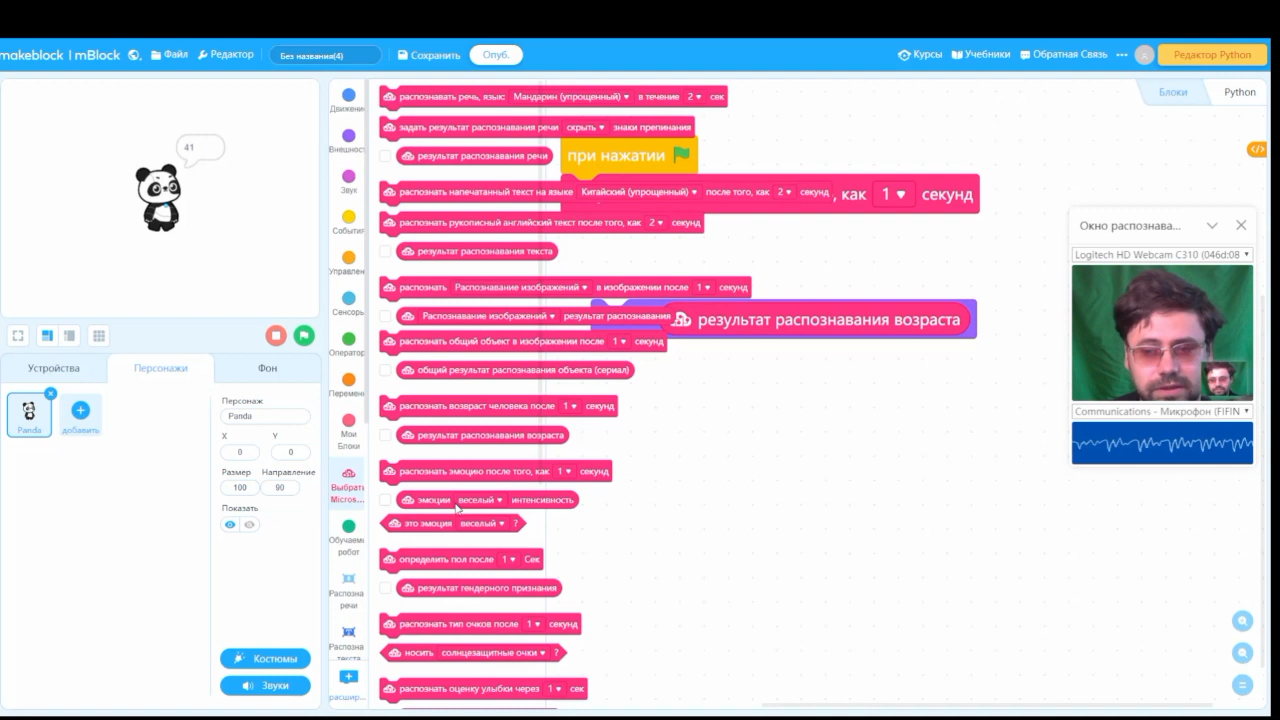 makeblock | mBlock
Файл
Редактор
Без названия(4)
Сохранить
Опуб.
Курсы
Учебники
Обратная Связь
Редактор Python
Блоки
Python
41
Движени
Внешнос
Звук
События
Управлен
Сенсоры
Оператор
Перемен
Мои
Блоки
Выбрать
Micros...
Обучаем
робот
Распозна
речи
Распозна
текста
расшир...
распознавать речь, язык: Мандарин (упрощенный) в течение 2 сек
задать результат распознавания речи скрыть знаки препинания
результат распознавания речи
при нажатии
распознать напечатанный текст на языке Китайский (упрощенный) после того, как 2 секунд
, как 1 секунд
распознать рукописный английский текст после того, как 2 секунд
результат распознавания текста
распознать Распознавание изображений в изображении после 1 секунд
Распознавание изображений результат распознавания
результат распознавания возраста
распознать общий объект в изображении после 1 секунд
общий результат распознавания объекта (сериал)
распознать возвраст человека после 1 секунд
результат распознавания возраста
распознать эмоцию после того, как 1 секунд
эмоции веселый интенсивность
это эмоция веселый ?
определить пол после 1 Сек
результат гендерного признания
распознать тип очков после 1 секунд
носить солнцезащитные очки ?
распознать оценку улыбки через 1 сек
Окно распознава...
Logitech HD Webcam C310 (046d:08
Communications - Микрофон (FIFIN
Устройства
Персонажи
Фон
Panda
добавить
Персонаж
Panda
X
Y
0
0
Размер
Направление
100
90
Показать
Костюмы
Звуки